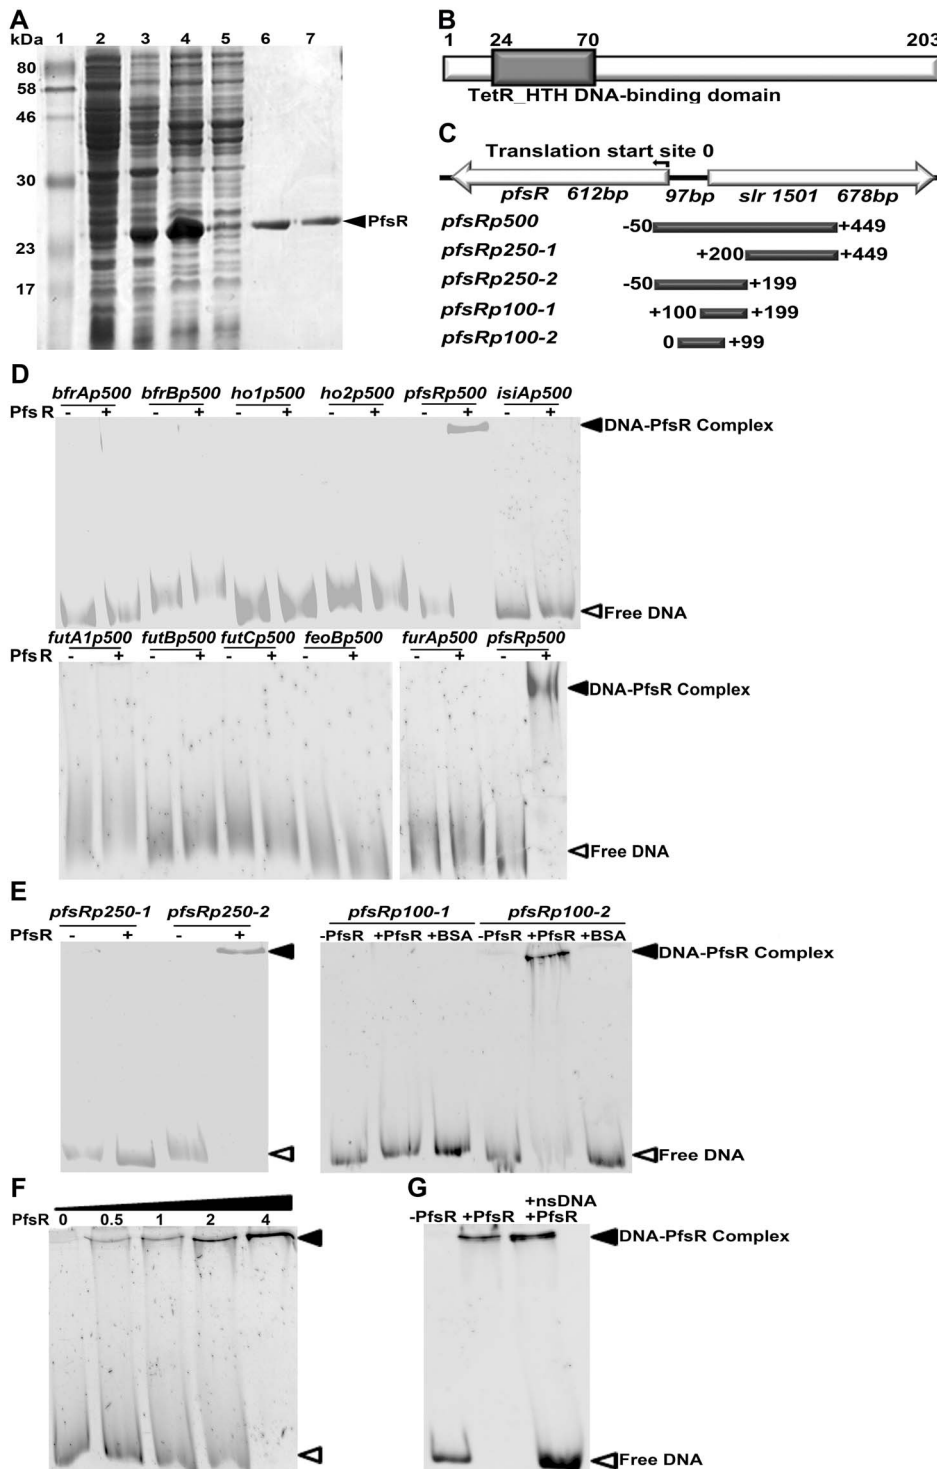 A
kDa 1 2 3 4 5 6 7
80
58
46
30
23
17
PfsR
B
1 24 70 203
TetR_HTH DNA-binding domain
C
Translation start site 0
pfsR 612bp 97bp slr 1501 678bp
pfsRp500 -50 +449
pfsRp250-1 +200 +449
pfsRp250-2 -50 +199
pfsRp100-1 +100 +199
pfsRp100-2 0 +99
D
bfrAp500 bfrBp500 ho1p500 ho2p500 pfsRp500 isiAp500
PfsR - + - + - + - + - + - +
DNA-PfsR Complex
Free DNA
futA1p500 futBp500 futCp500 feoBp500 furAp500 pfsRp500
PfsR - + - + - + - + - + - +
DNA-PfsR Complex
Free DNA
E
pfsRp250-1 pfsRp250-2 pfsRp100-1 pfsRp100-2
PfsR - + - + -PfsR +PfsR +BSA -PfsR +PfsR +BSA
DNA-PfsR Complex
Free DNA
F
PfsR 0 0.5 1 2 4
G
+nsDNA
-PfsR +PfsR +PfsR
DNA-PfsR Complex
Free DNA